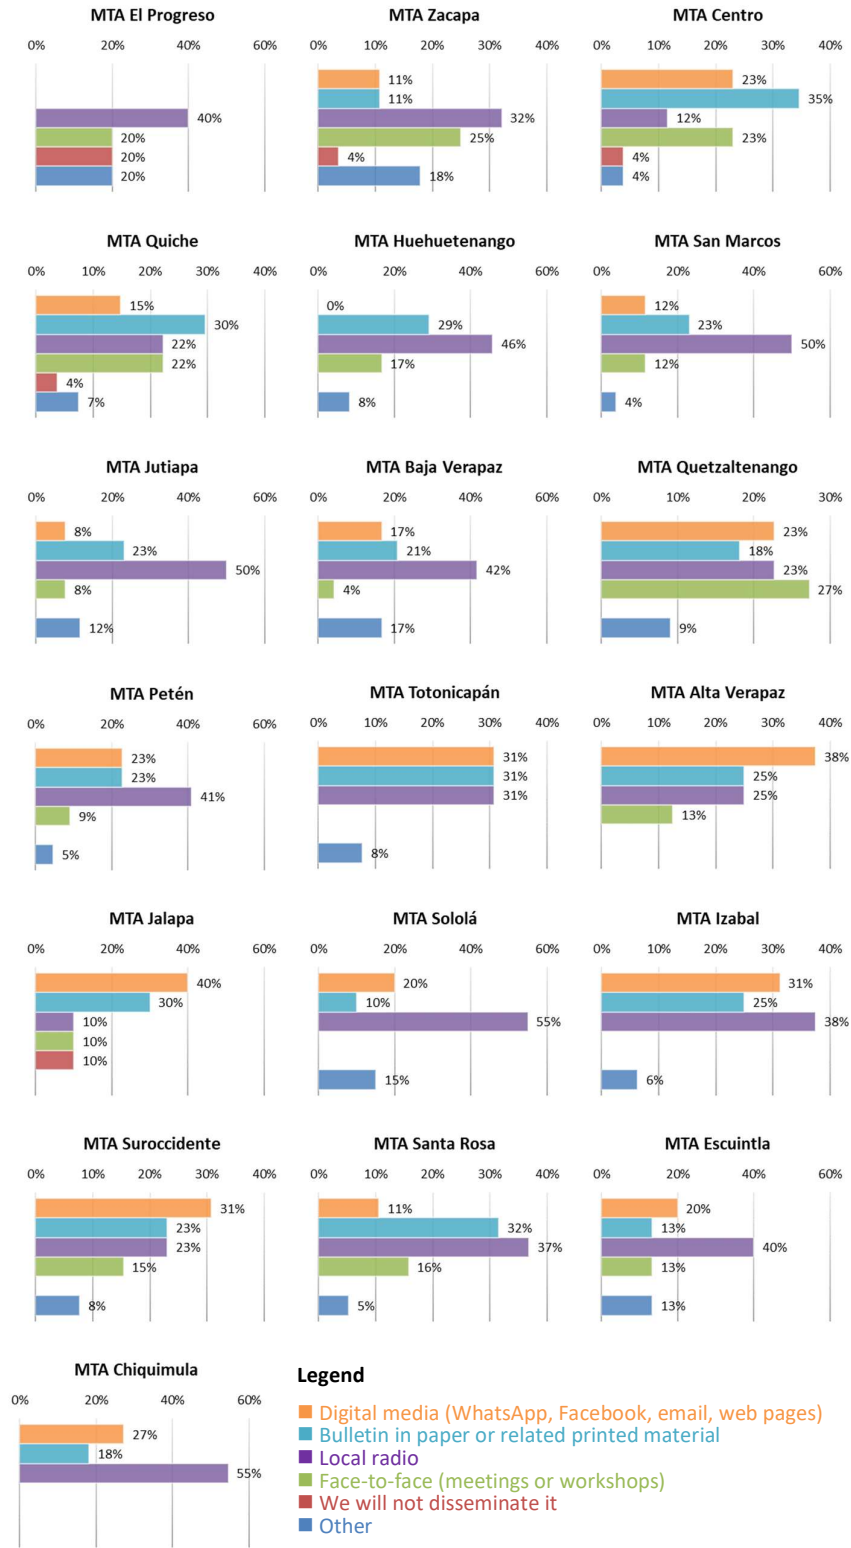 MTA El Progreso
0% 20% 40% 60%
40%
20%
20%
20%
MTA Zacapa
0% 10% 20% 30% 40%
11%
11%
32%
25%
4%
18%
MTA Centro
0% 10% 20% 30% 40%
23%
35%
12%
23%
4%
4%
MTA Quiche
0% 10% 20% 30% 40%
15%
30%
22%
22%
4%
7%
MTA Huehuetenango
0% 20% 40% 60%
0%
29%
46%
17%
8%
MTA San Marcos
0% 20% 40% 60%
12%
23%
50%
12%
4%
MTA Jutiapa
0% 20% 40% 60%
8%
23%
50%
8%
12%
MTA Baja Verapaz
0% 20% 40% 60%
17%
21%
42%
4%
17%
MTA Quetzaltenango
0% 10% 20% 30%
23%
18%
23%
27%
9%
MTA Petén
0% 20% 40% 60%
23%
23%
41%
9%
5%
MTA Totonicapán
0% 10% 20% 30% 40%
31%
31%
31%
8%
MTA Alta Verapaz
0% 10% 20% 30% 40%
38%
25%
25%
13%
MTA Jalapa
0% 20% 40% 60%
40%
30%
10%
10%
10%
MTA Sololá
0% 20% 40% 60%
20%
10%
55%
15%
MTA Izabal
0% 10% 20% 30% 40%
31%
25%
38%
6%
MTA Suroccidente
0% 10% 20% 30% 40%
31%
23%
23%
15%
8%
MTA Santa Rosa
0% 10% 20% 30% 40%
11%
32%
37%
16%
5%
MTA Escuintla
0% 20% 40% 60%
20%
13%
40%
13%
13%
MTA Chiquimula
0% 20% 40% 60%
27%
18%
55%
Legend
Digital media (WhatsApp, Facebook, email, web pages)
Bulletin in paper or related printed material
Local radio
Face-to-face (meetings or workshops)
We will not disseminate it
Other